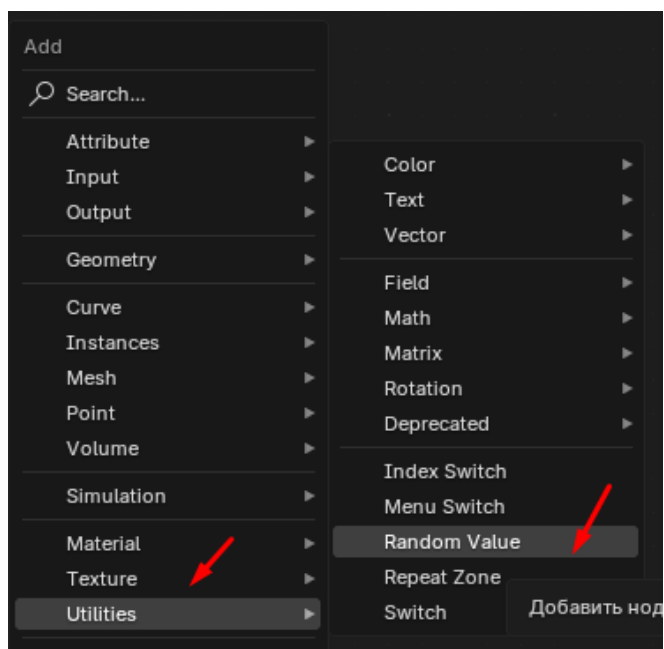 Add
Search...
Attribute
Input
Output
Geometry
Curve
Instances
Mesh
Point
Volume
Simulation
Material
Texture
Utilities
Color
Text
Vector
Field
Math
Matrix
Rotation
Deprecated
Index Switch
Menu Switch
Random Value
Repeat Zone
Switch
Добавить нод